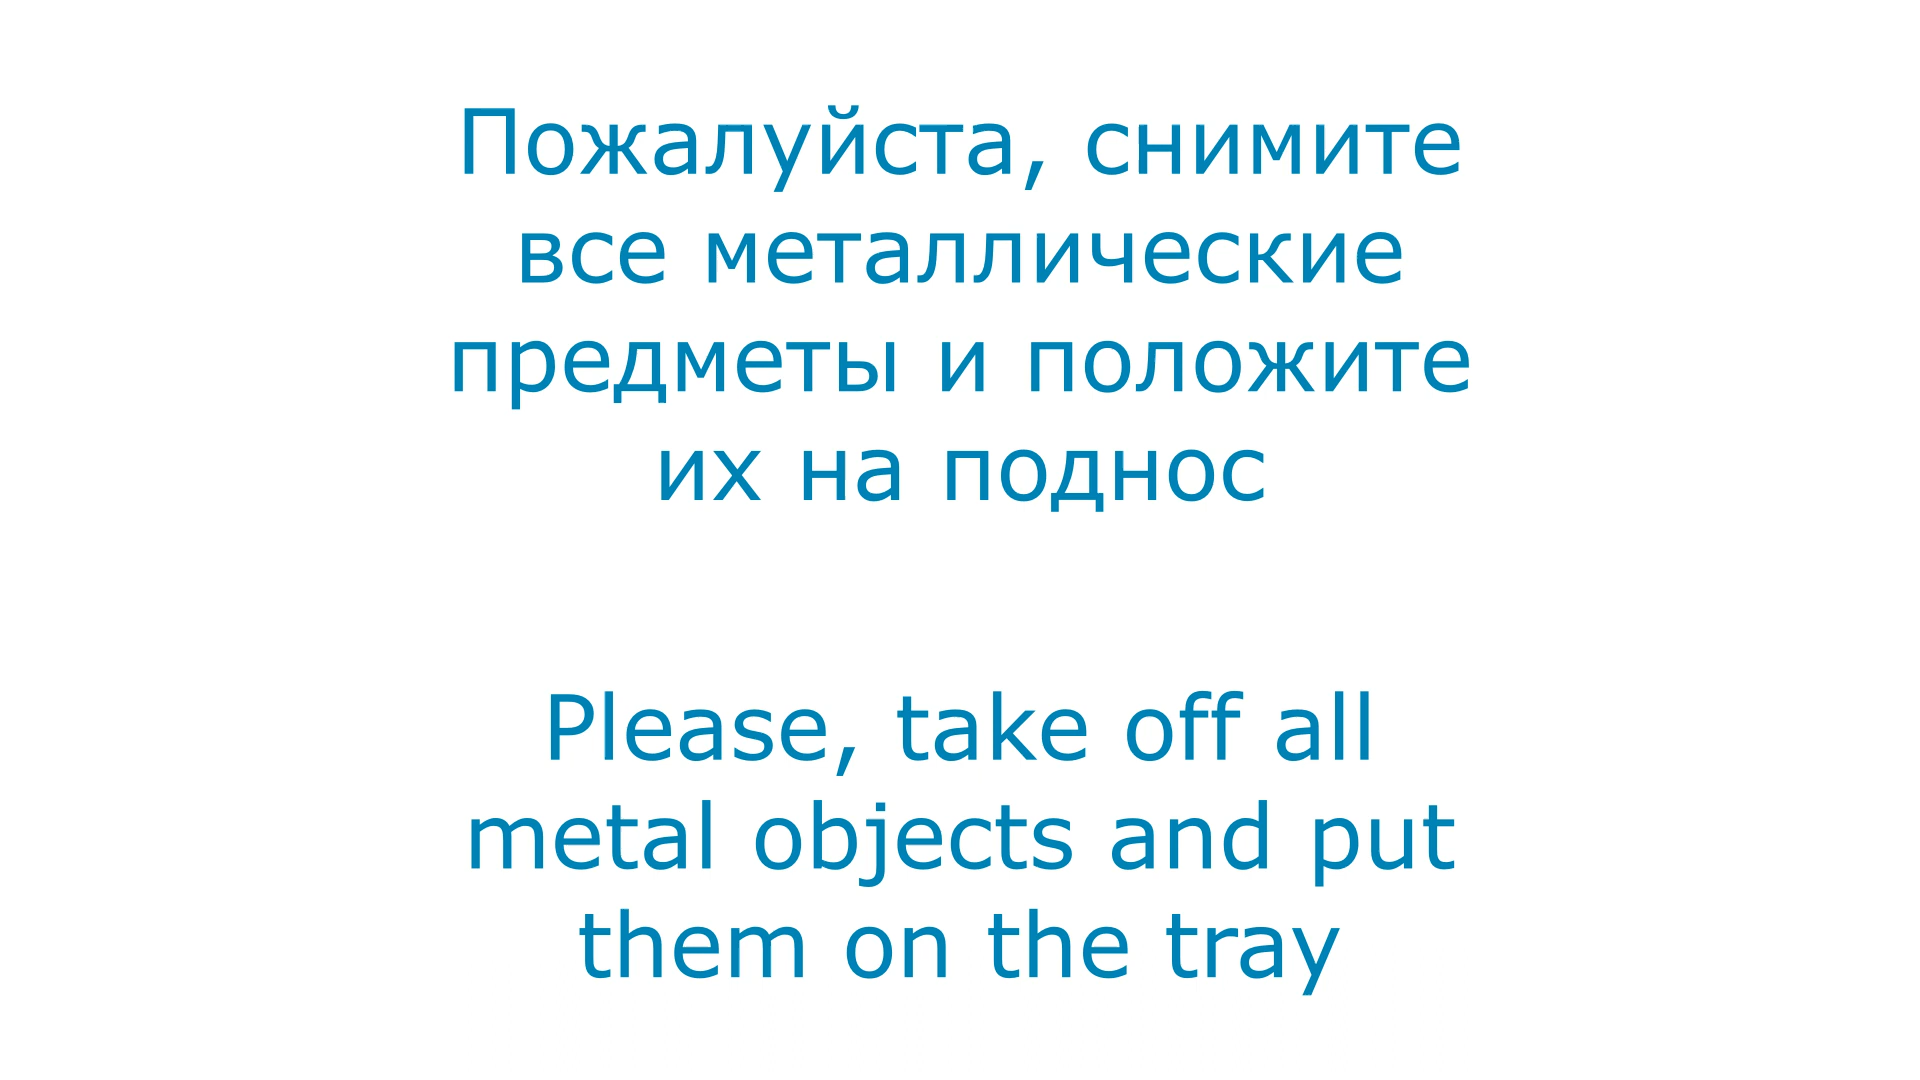 Пожалуйста, снимите
все металлические
предметы и положите
их на поднос
Please, take off all
metal objects and put
them on the tray